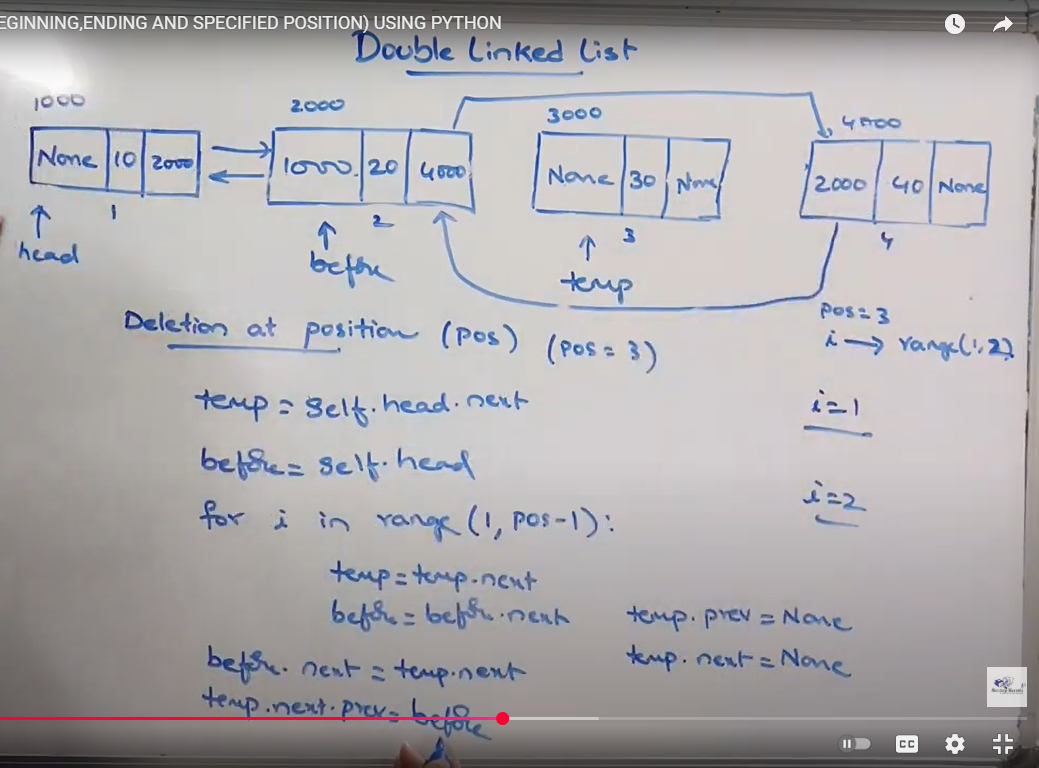 EGINNING,ENDING AND SPECIFIED POSITION) USING PYTHON
Double Linked List
1000
2000
3000
4000
None 10 2000
1000 20 4000
None 30 None
2000 40 None
1
2
3
4
head
before
temp
Deletion at position (pos) (pos = 3)
pos = 3
i → range(1,2)
temp = self.head.next
i=1
before = self.head
i=2
for i in range(1, pos-1):
temp = temp.next
before = before.next
temp.prev = None
before.next = temp.next
temp.next = None
temp.next.prev = before
CC